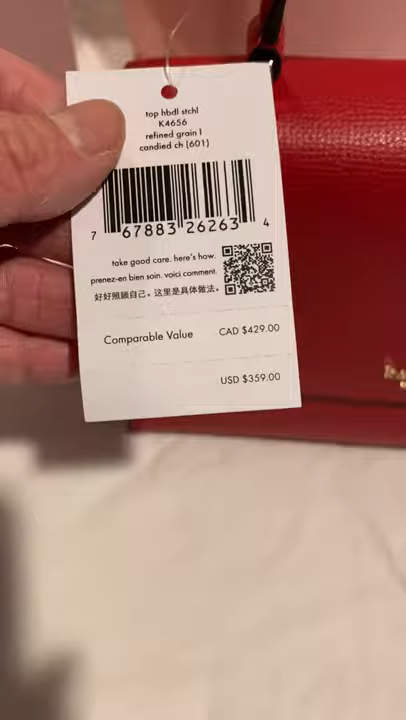 top hbdl stchl
K4656
refined grain l
candied ch (601)
7 67883 26263 4
take good care. here's how.
prenez-en bien soin. voici comment.
好好照顾自己。这里是具体做法。
Comparable Value CAD $429.00
USD $359.00